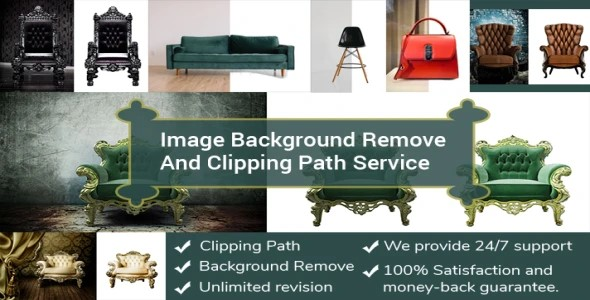 Image Background Remove
And Clipping Path Service
Clipping Path
Background Remove
Unlimited revision
We provide 24/7 support
100% Satisfaction and
money-back guarantee.